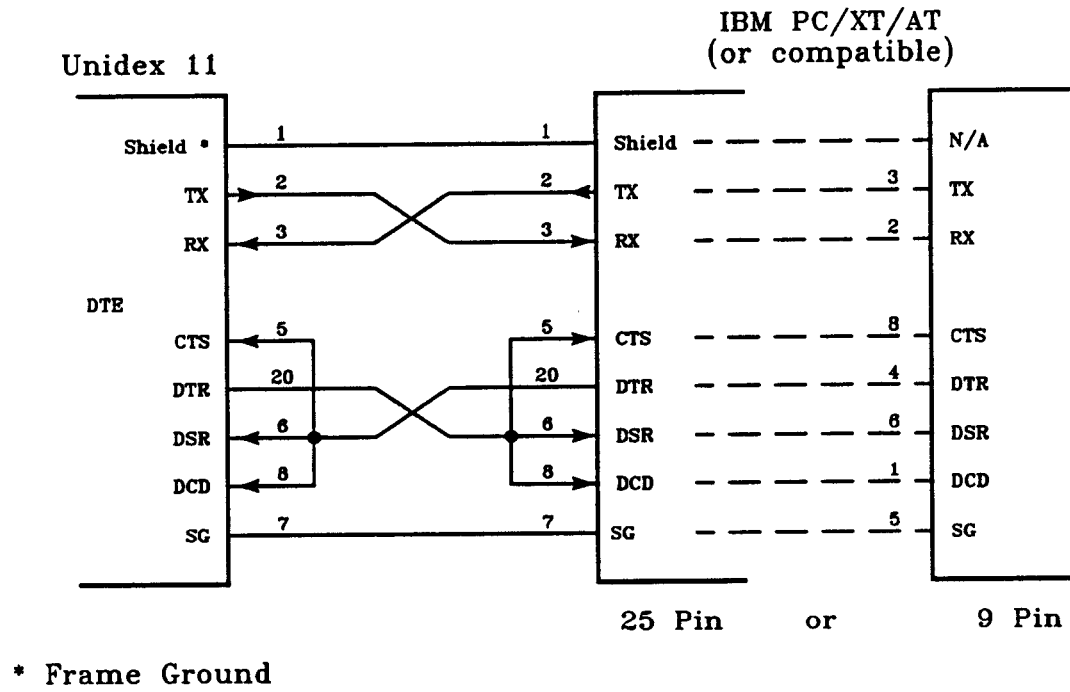 IBM PC/XT/AT
(or compatible)
Unidex 11
Shield * 1 1 Shield N/A
TX 2 2 TX 3 TX
RX 3 3 RX 2 RX
DTE
CTS 5 5 CTS 8 CTS
DTR 20 20 DTR 4 DTR
DSR 6 6 DSR 6 DSR
DCD 8 8 DCD 1 DCD
SG 7 7 SG 5 SG
25 Pin or 9 Pin
* Frame Ground